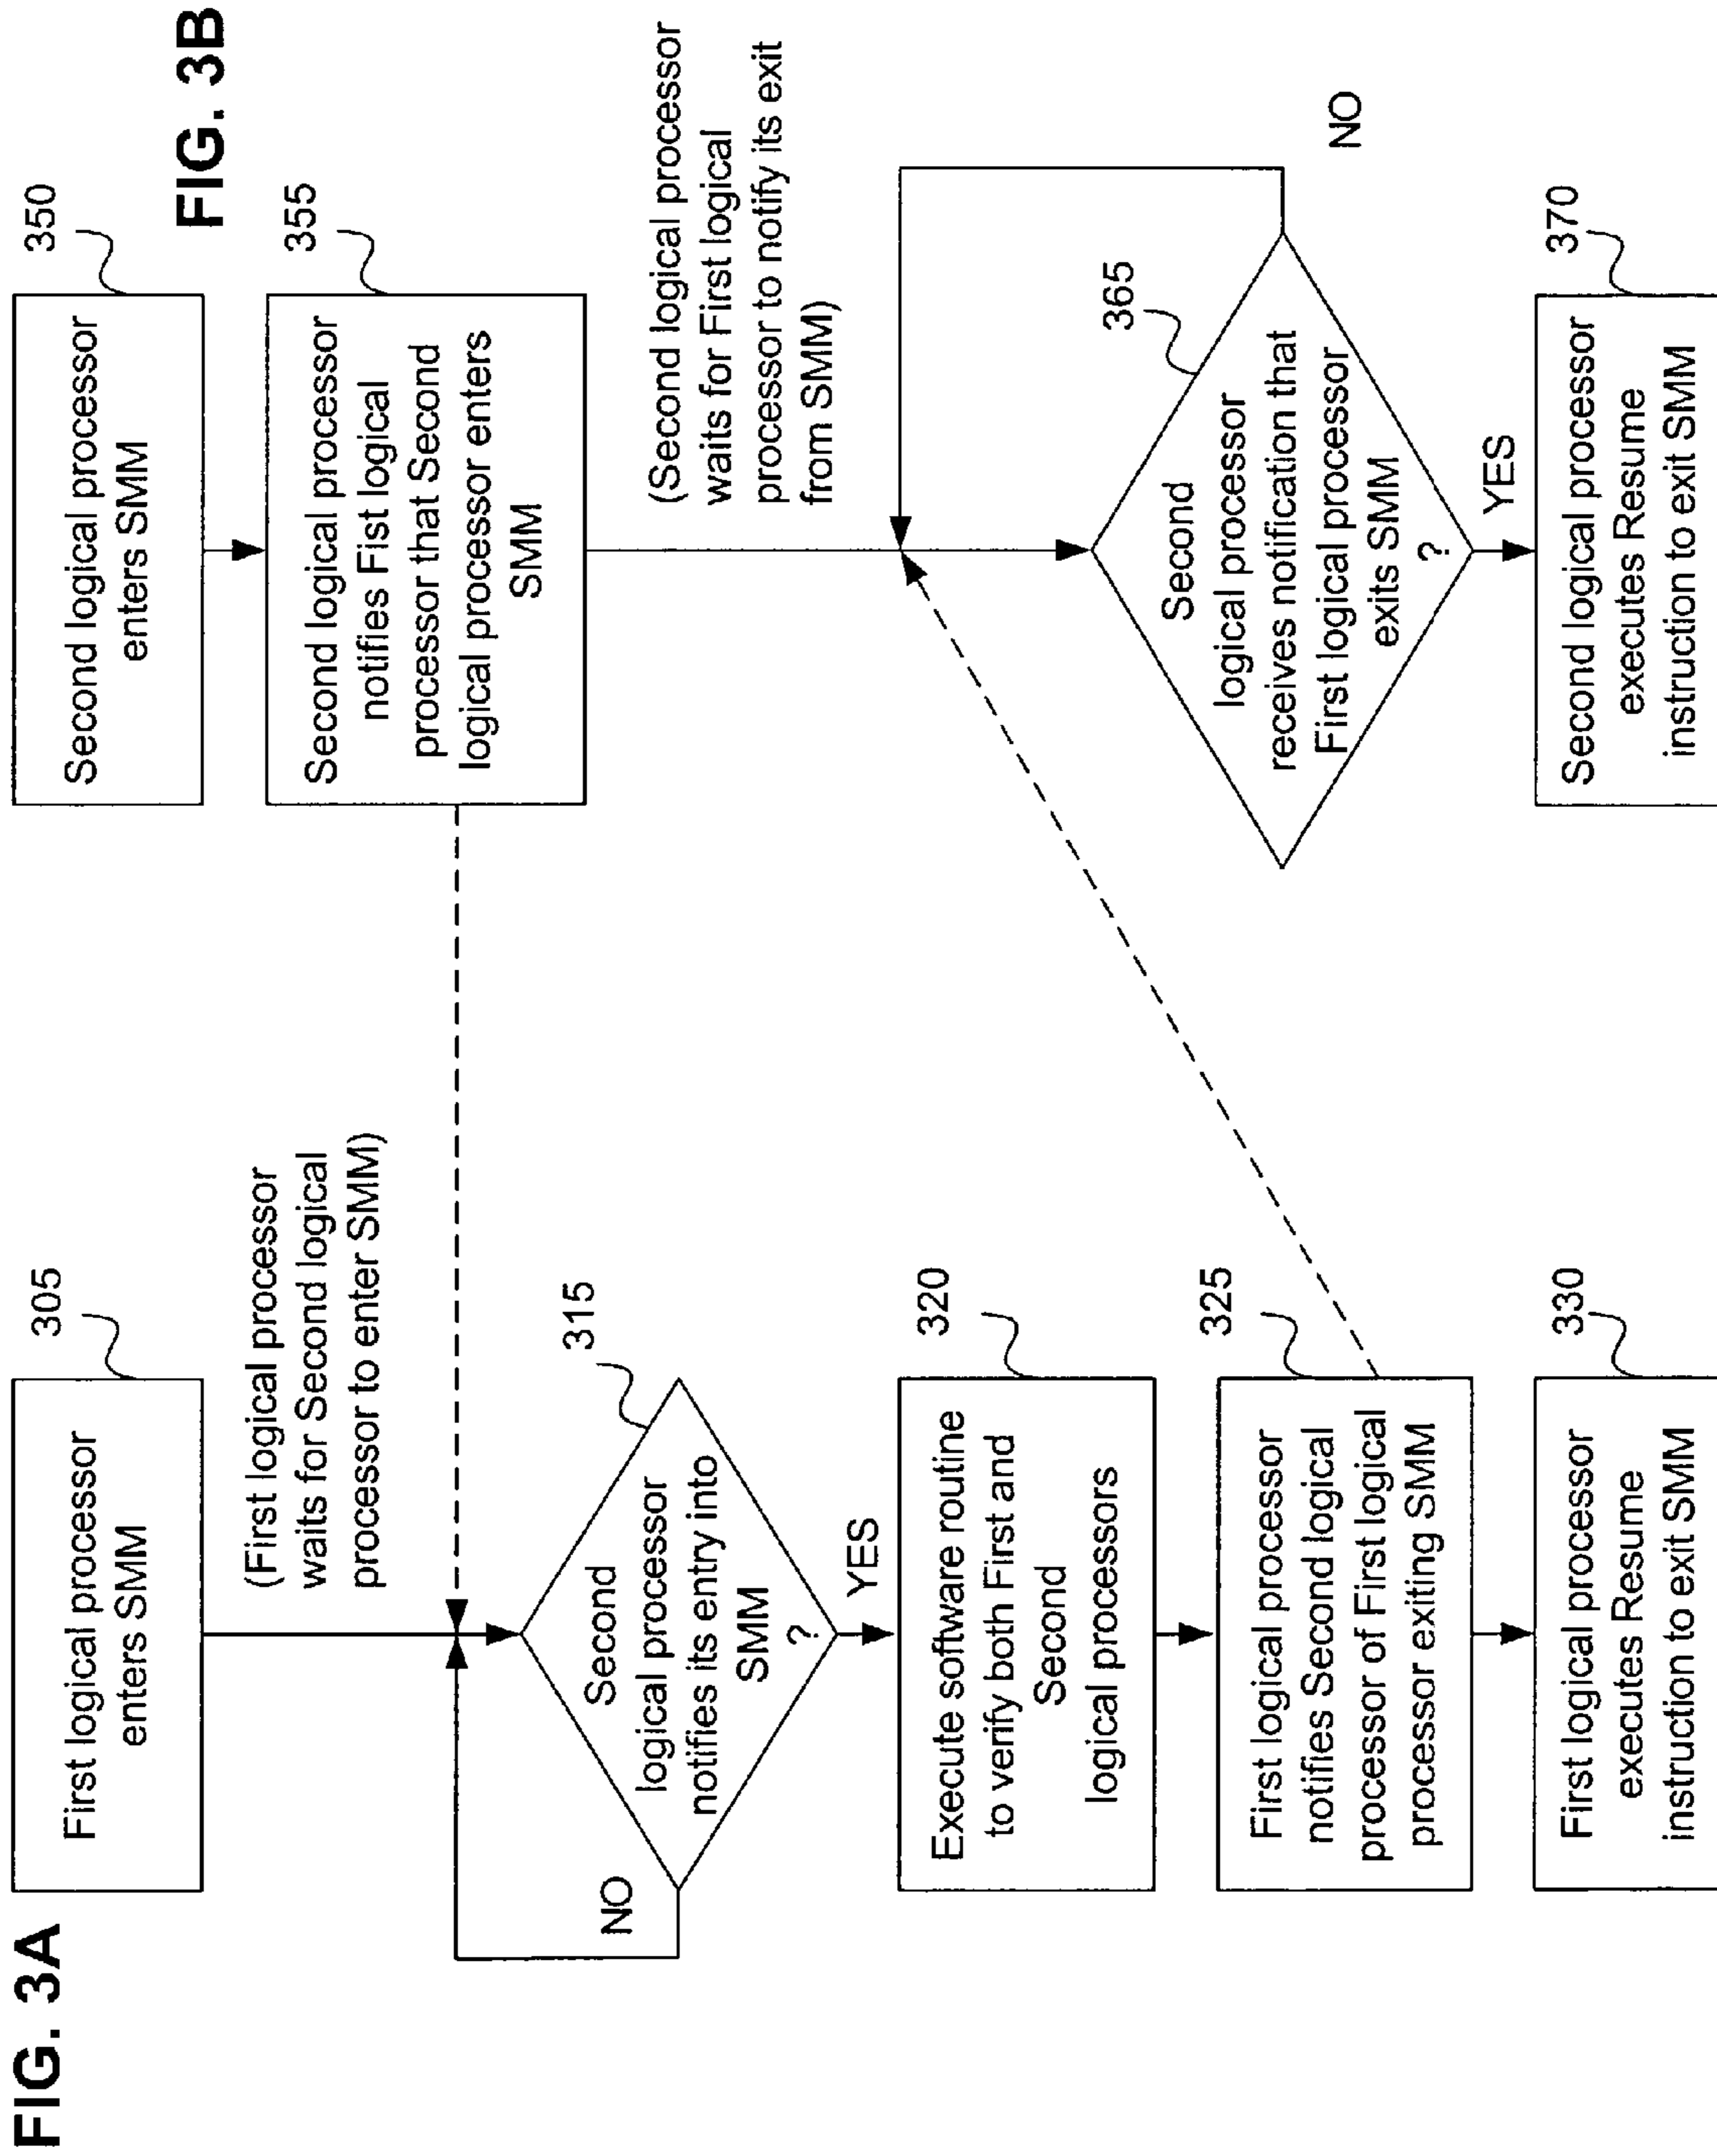 FIG. 3A
First logical processor
enters SMM
305
(First logical processor
waits for Second logical
processor to enter SMM)
Second
logical processor
notifies its entry into
SMM
?
315
NO
YES
Execute software routine
to verify both First and
Second
logical processors
320
First logical processor
notifies Second logical
processor of First logical
processor exiting SMM
325
First logical processor
executes Resume
instruction to exit SMM
330
FIG. 3B
Second logical processor
enters SMM
350
Second logical processor
notifies Fist logical
processor that Second
logical processor enters
SMM
355
(Second logical processor
waits for First logical
processor to notify its exit
from SMM)
Second
logical processor
receives notification that
First logical processor
exits SMM
?
365
NO
YES
Second logical processor
executes Resume
instruction to exit SMM
370